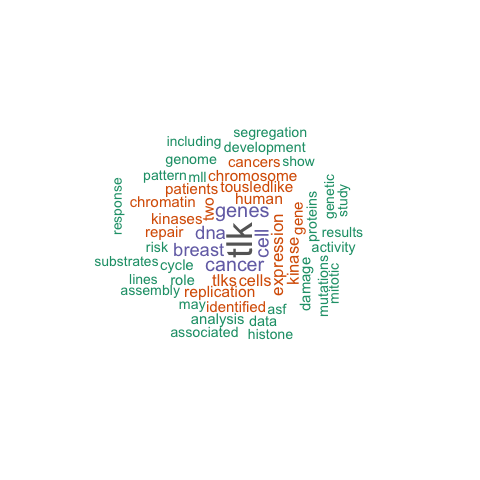 segregation
including
development
genome
cancers
show
pattern
mll
chromosome
patients
tousledlike
genetic
study
response
chromatin
two
human
genes
proteins
kinases
gene
repair
dna
tlk
cell
expression
results
risk
breast
kinase
activity
substrates
cycle
cancer
damage
mutations
mitotic
lines
role
tlks
cells
assembly
replication
may
identified
asf
analysis
data
associated
histone